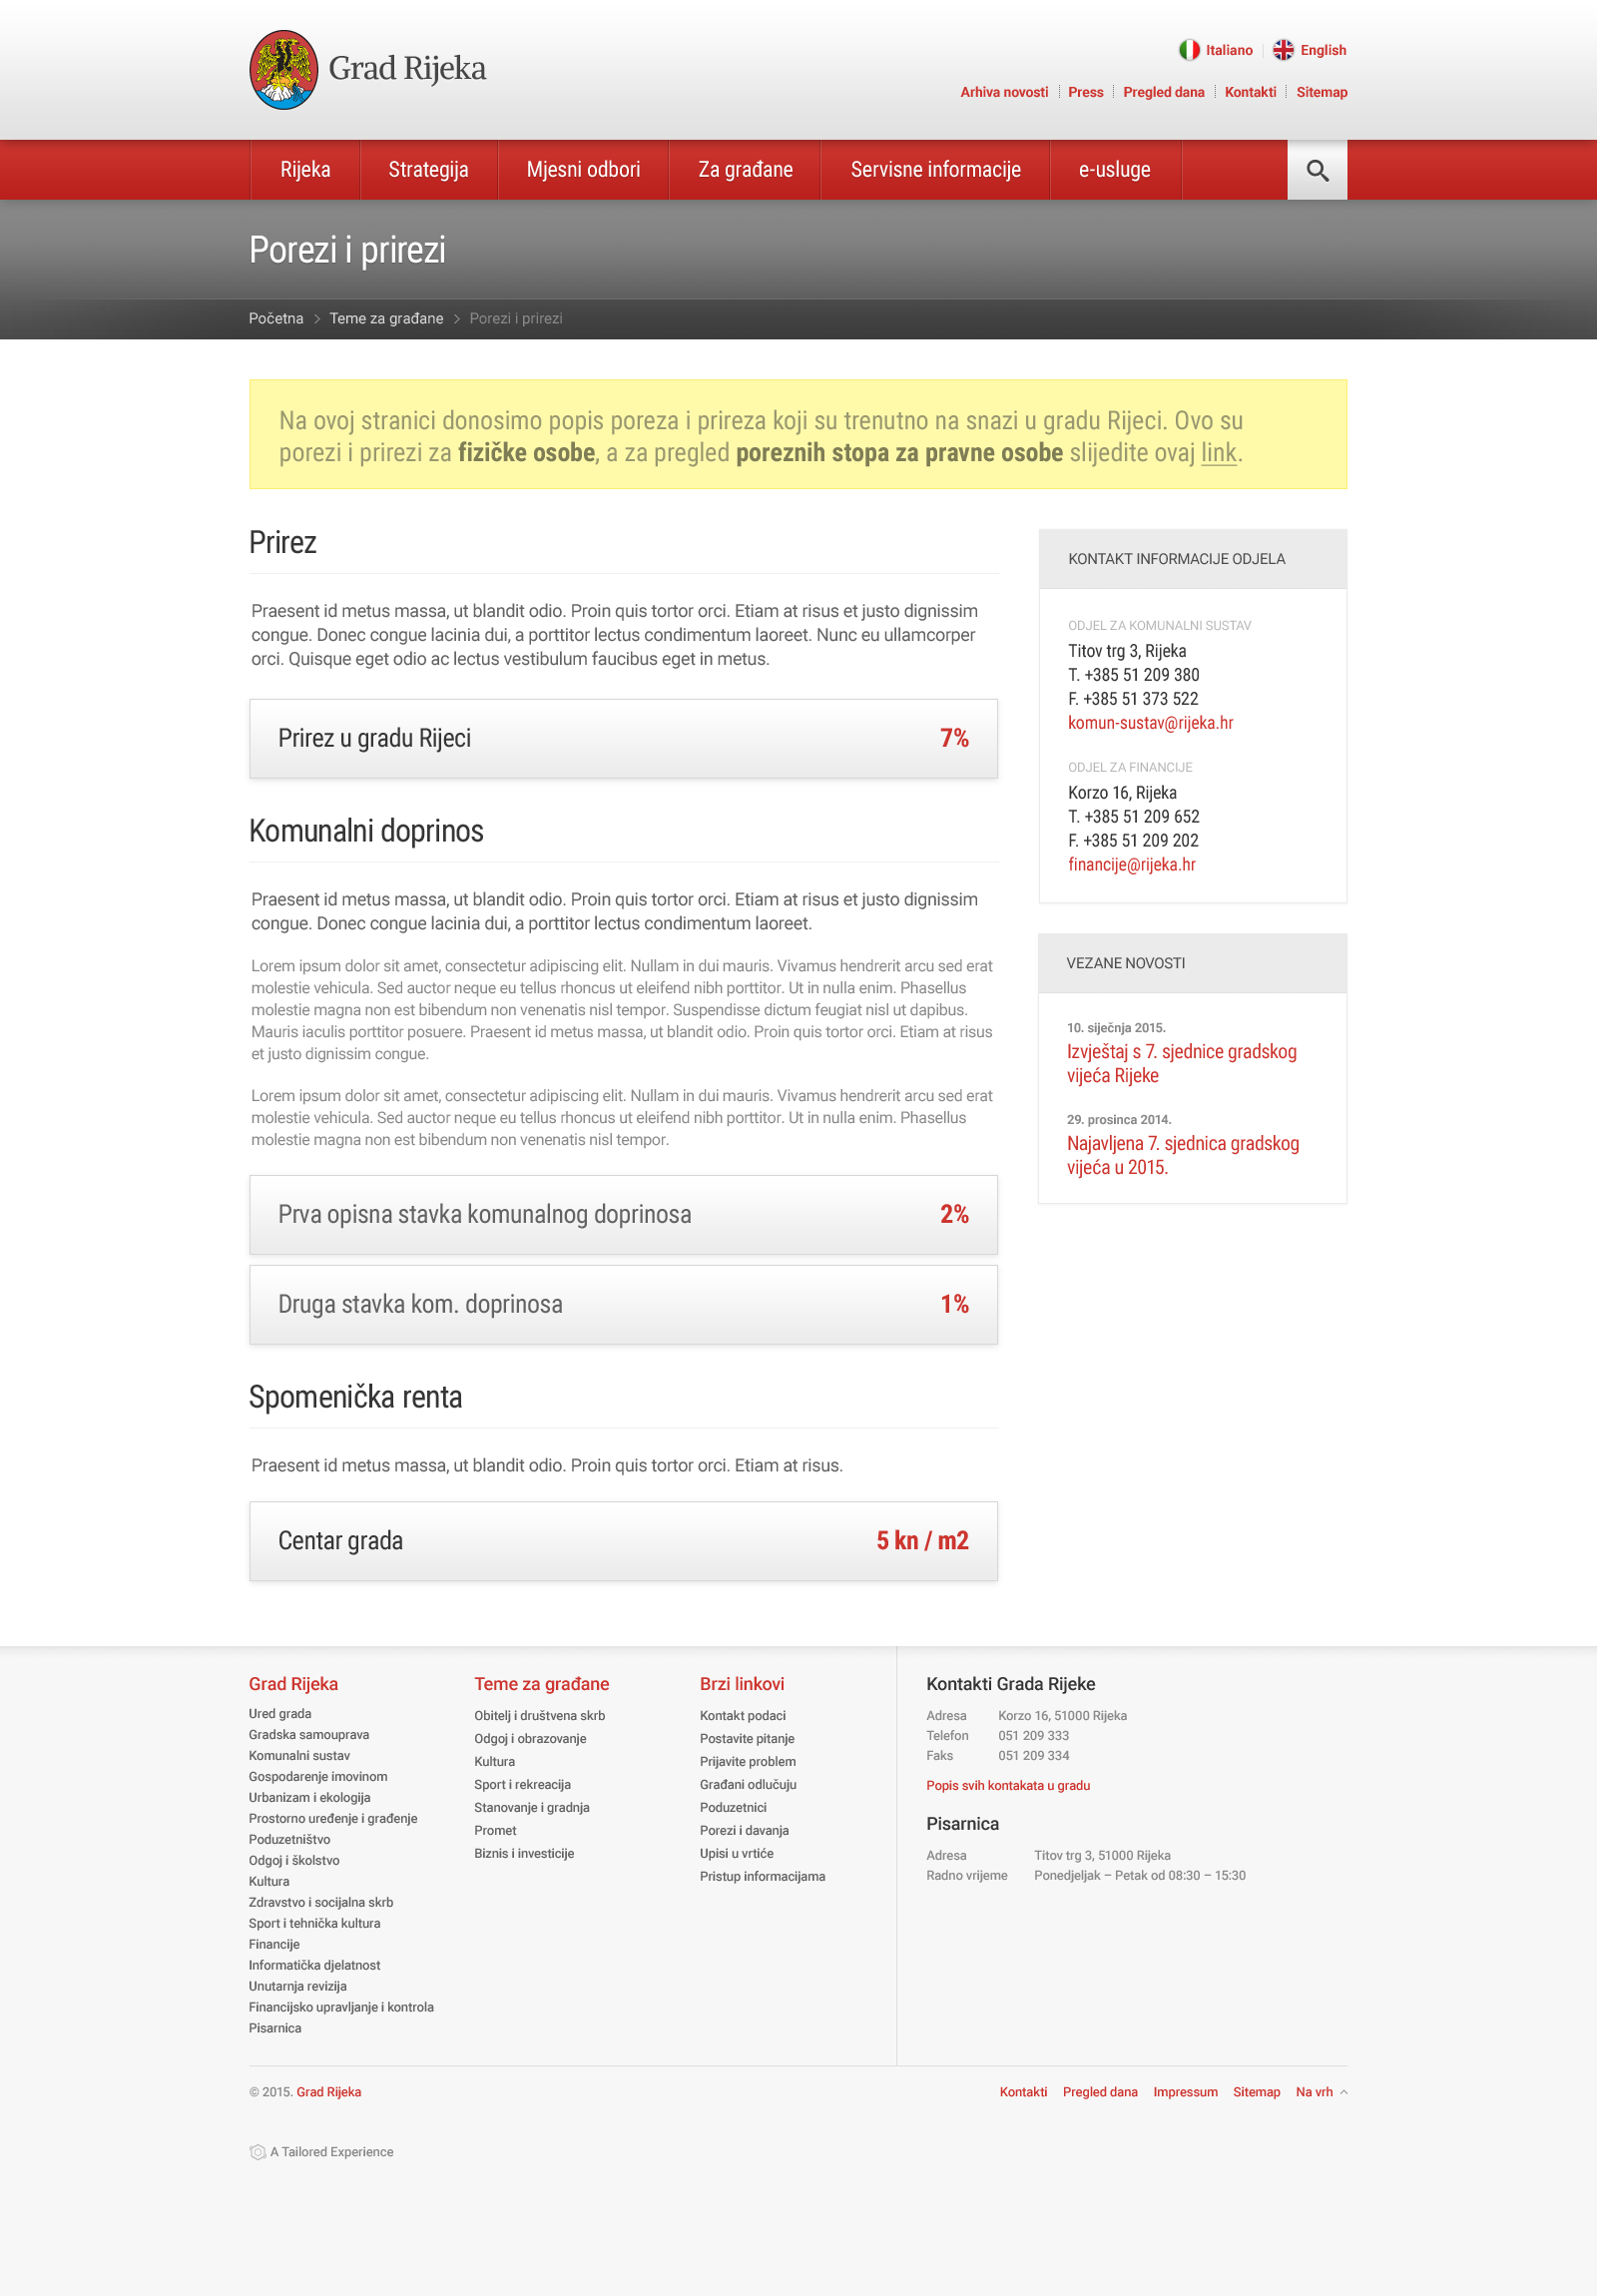 Grad Rijeka
Italiano
English
Arhiva novosti
Press
Pregled dana
Kontakti
Sitemap
Rijeka
Strategija
Mjesni odbori
Za građane
Servisne informacije
e-usluge
Porezi i prirezi
Početna
Teme za građane
Porezi i prirezi
Na ovoj stranici donosimo popis poreza i prireza koji su trenutno na snazi u gradu Rijeci. Ovo su
porezi i prirezi za fizičke osobe, a za pregled poreznih stopa za pravne osobe slijedite ovaj link.
Prirez
Praesent id metus massa, ut blandit odio. Proin quis tortor orci. Etiam at risus et justo dignissim
congue. Donec congue lacinia dui, a porttitor lectus condimentum laoreet. Nunc eu ullamcorper
orci. Quisque eget odio ac lectus vestibulum faucibus eget in metus.
Prirez u gradu Rijeci 7%
Komunalni doprinos
Praesent id metus massa, ut blandit odio. Proin quis tortor orci. Etiam at risus et justo dignissim
congue. Donec congue lacinia dui, a porttitor lectus condimentum laoreet.
Lorem ipsum dolor sit amet, consectetur adipiscing elit. Nullam in dui mauris. Vivamus hendrerit arcu sed erat
molestie vehicula. Sed auctor neque eu tellus rhoncus ut eleifend nibh porttitor. Ut in nulla enim. Phasellus
molestie magna non est bibendum non venenatis nisl tempor. Suspendisse dictum feugiat nisl ut dapibus.
Mauris iaculis porttitor posuere. Praesent id metus massa, ut blandit odio. Proin quis tortor orci. Etiam at risus
et justo dignissim congue.
Lorem ipsum dolor sit amet, consectetur adipiscing elit. Nullam in dui mauris. Vivamus hendrerit arcu sed erat
molestie vehicula. Sed auctor neque eu tellus rhoncus ut eleifend nibh porttitor. Ut in nulla enim. Phasellus
molestie magna non est bibendum non venenatis nisl tempor.
Prva opisna stavka komunalnog doprinosa 2%
Druga stavka kom. doprinosa 1%
Spomenička renta
Praesent id metus massa, ut blandit odio. Proin quis tortor orci. Etiam at risus.
Centar grada 5 kn / m2
KONTAKT INFORMACIJE ODJELA
ODJEL ZA KOMUNALNI SUSTAV
Titov trg 3, Rijeka
T. +385 51 209 380
F. +385 51 373 522
komun-sustav@rijeka.hr
ODJEL ZA FINANCIJE
Korzo 16, Rijeka
T. +385 51 209 652
F. +385 51 209 202
financije@rijeka.hr
VEZANE NOVOSTI
10. siječnja 2015.
Izvještaj s 7. sjednice gradskog
vijeća Rijeke
29. prosinca 2014.
Najavljena 7. sjednica gradskog
vijeća u 2015.
Grad Rijeka
Ured grada
Gradska samouprava
Komunalni sustav
Gospodarenje imovinom
Urbanizam i ekologija
Prostorno uređenje i građenje
Poduzetništvo
Odgoj i školstvo
Kultura
Zdravstvo i socijalna skrb
Sport i tehnička kultura
Financije
Informatička djelatnost
Unutarnja revizija
Financijsko upravljanje i kontrola
Pisarnica
Teme za građane
Obitelj i društvena skrb
Odgoj i obrazovanje
Kultura
Sport i rekreacija
Stanovanje i gradnja
Promet
Biznis i investicije
Brzi linkovi
Kontakt podaci
Postavite pitanje
Prijavite problem
Građani odlučuju
Poduzetnici
Porezi i davanja
Upisi u vrtiće
Pristup informacijama
Kontakti Grada Rijeke
Adresa Korzo 16, 51000 Rijeka
Telefon 051 209 333
Faks 051 209 334
Popis svih kontakata u gradu
Pisarnica
Adresa Titov trg 3, 51000 Rijeka
Radno vrijeme Ponedjeljak – Petak od 08:30 – 15:30
© 2015. Grad Rijeka
Kontakti
Pregled dana
Impressum
Sitemap
Na vrh
A Tailored Experience